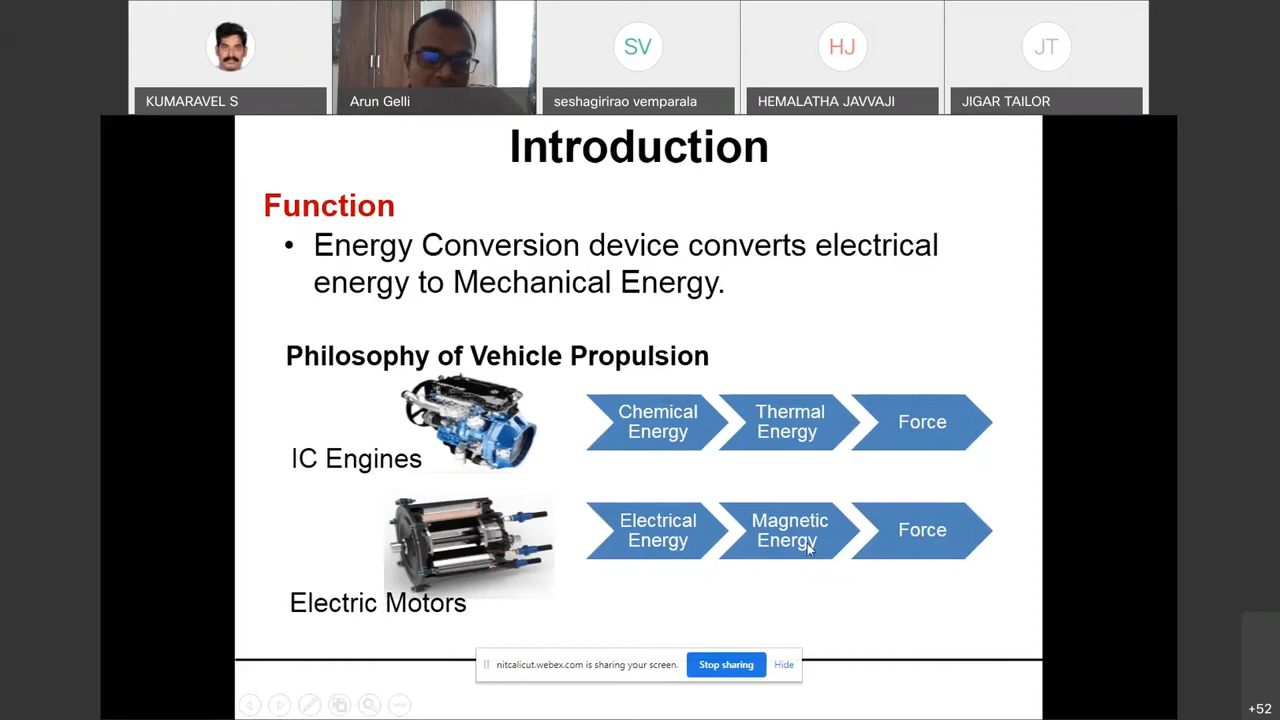 SV
HJ
JT
KUMARAVEL S
Arun Gelli
seshagirirao vemparala
HEMALATHA JAVVAJI
JIGAR TAILOR
Introduction
Function
• Energy Conversion device converts electrical
energy to Mechanical Energy.
Philosophy of Vehicle Propulsion
Chemical
Energy
Thermal
Energy
Force
IC Engines
Electrical
Energy
Magnetic
Energy
Force
Electric Motors
nitcalicut.webex.com is sharing your screen.
Stop sharing
Hide
+52